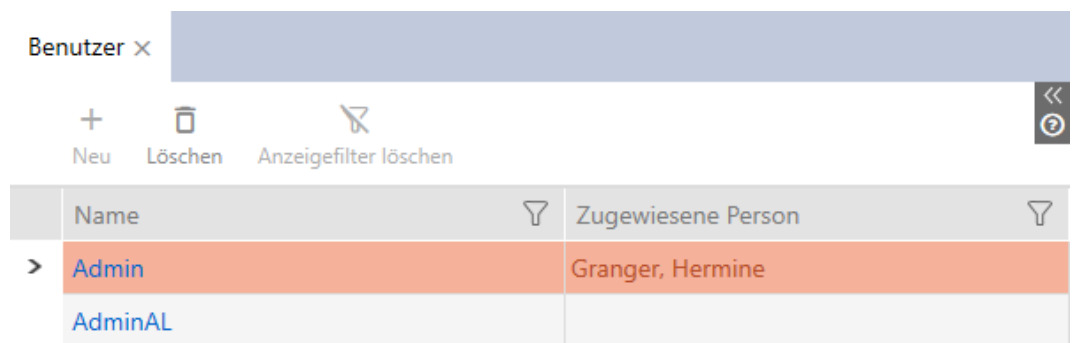 Benutzer
Neu Löschen Anzeigefilter löschen
Name Zugewiesene Person
Admin Granger, Hermine
AdminAL